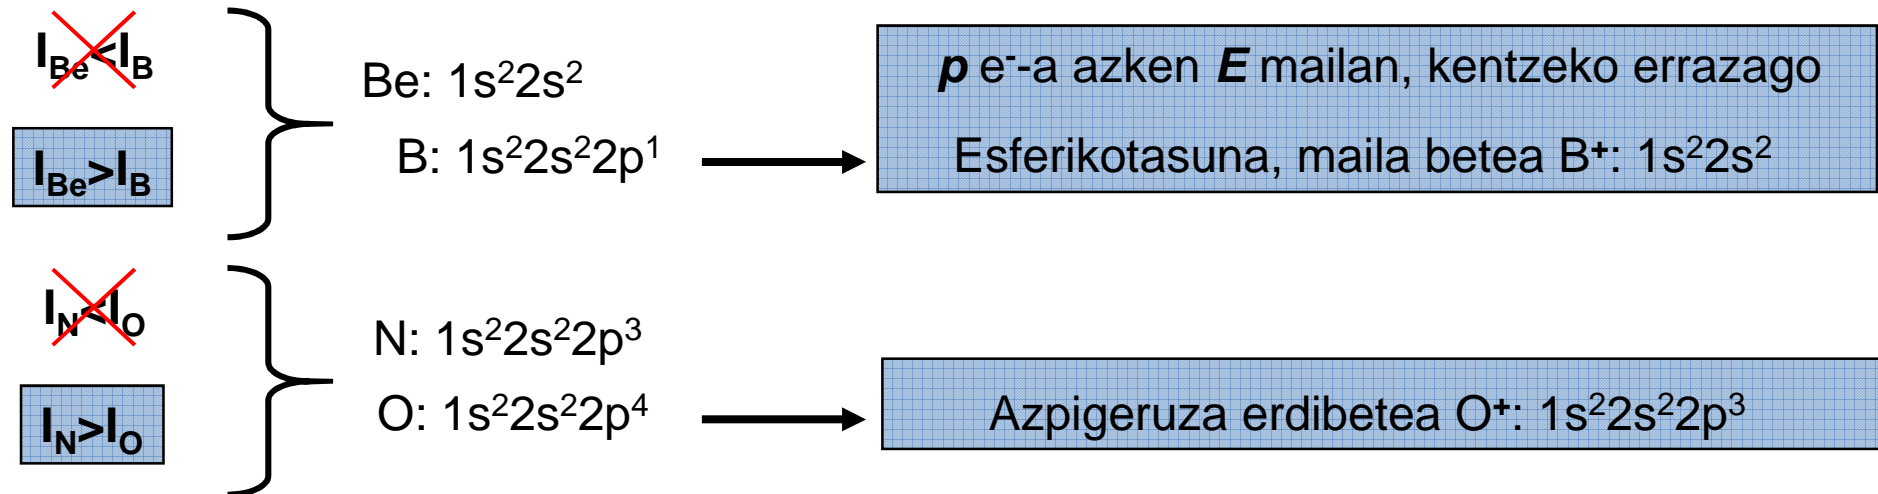 I_Be<I_B
I_Be>I_B
Be: 1s²2s²
B: 1s²2s²2p¹
p e⁻-a azken E mailan, kentzeko errazago
Esferikotasuna, maila betea B⁺: 1s²2s²
I_N<I_O
I_N>I_O
N: 1s²2s²2p³
O: 1s²2s²2p⁴
Azpigeruza erdibetea O⁺: 1s²2s²2p³